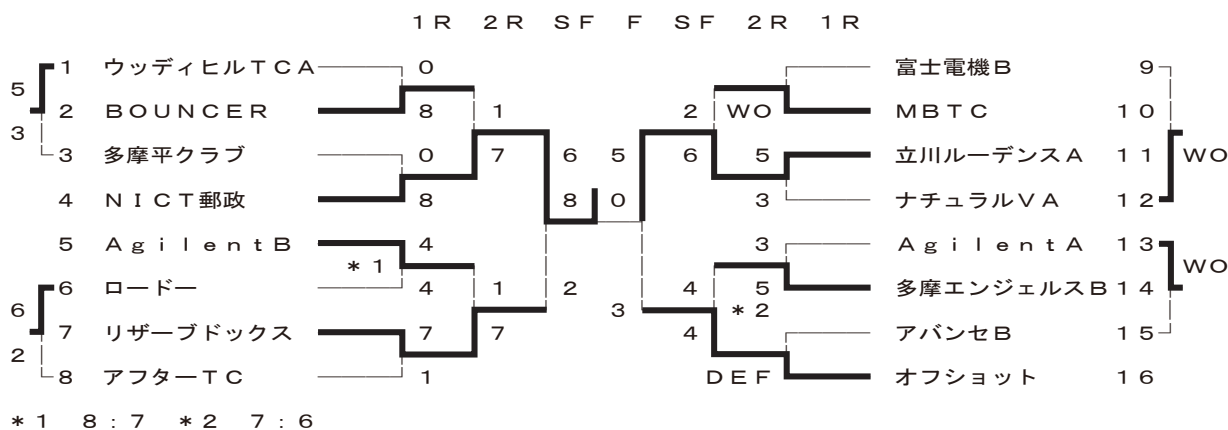 １Ｒ ２Ｒ ＳＦ Ｆ ＳＦ ２Ｒ １Ｒ
１ ウッディヒルＴＣＡ ０ 富士電機Ｂ ９
５
２ ＢＯＵＮＣＥＲ ８ １ ２ ＷＯ ＭＢＴＣ １０
３
３ 多摩平クラブ ０ ７ ６ ５ ６ ５ 立川ルーデンスＡ １１ ＷＯ
４ ＮＩＣＴ郵政 ８ ８ ０ ３ ナチュラルＶＡ １２
５ ＡｇｉｌｅｎｔＢ ４ ３ ＡｇｉｌｅｎｔＡ １３
＊１ ＷＯ
６ ロードー ４ １ ２ ３ ４ ５ 多摩エンジェルスＢ １４
６ ＊２
７ リザーブドックス ７ ７ ４ アバンセＢ １５
２
８ アフターＴＣ １ ＤＥＦ オフショット １６
＊１ ８：７ ＊２ ７：６